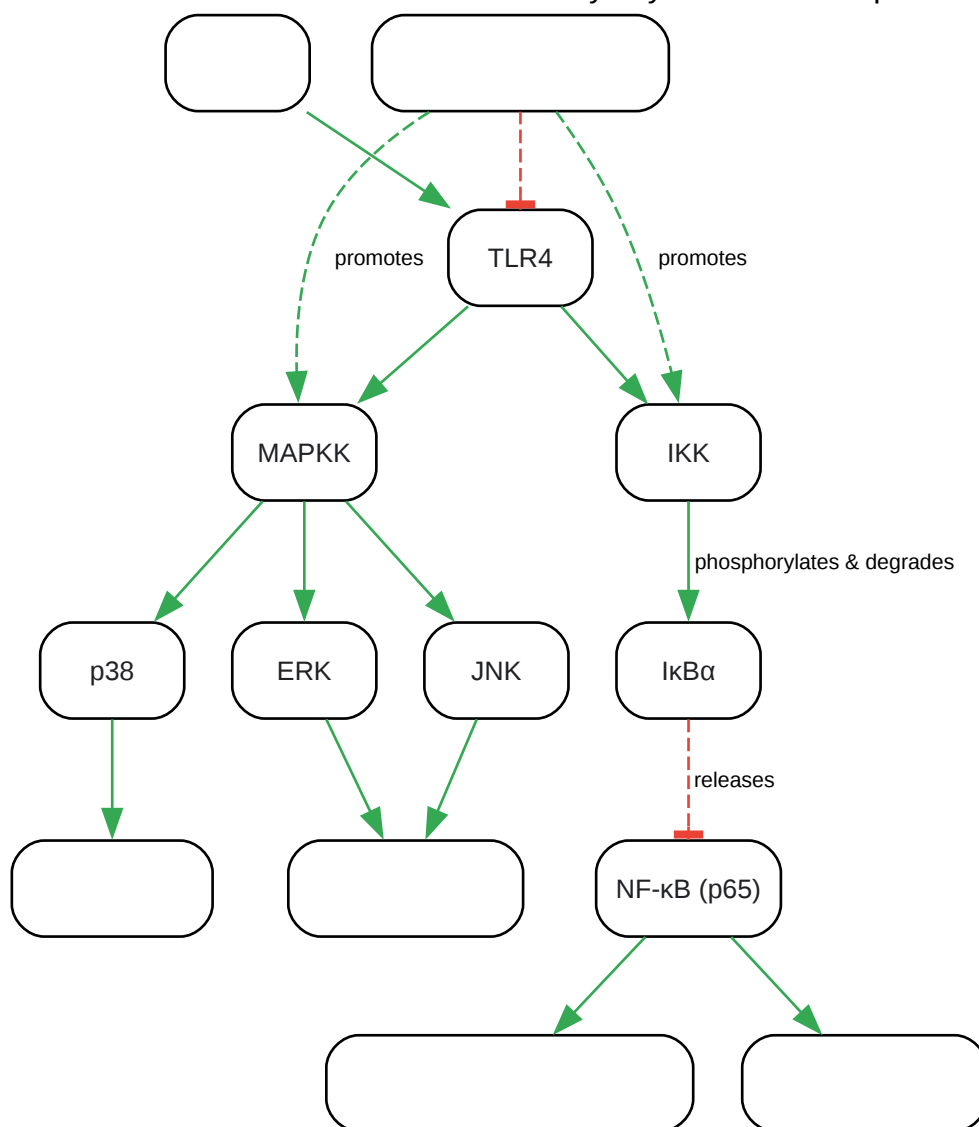 promotes
TLR4
promotes
MAPKK
IKK
phosphorylates & degrades
p38
ERK
JNK
IκBα
releases
NF-κB (p65)